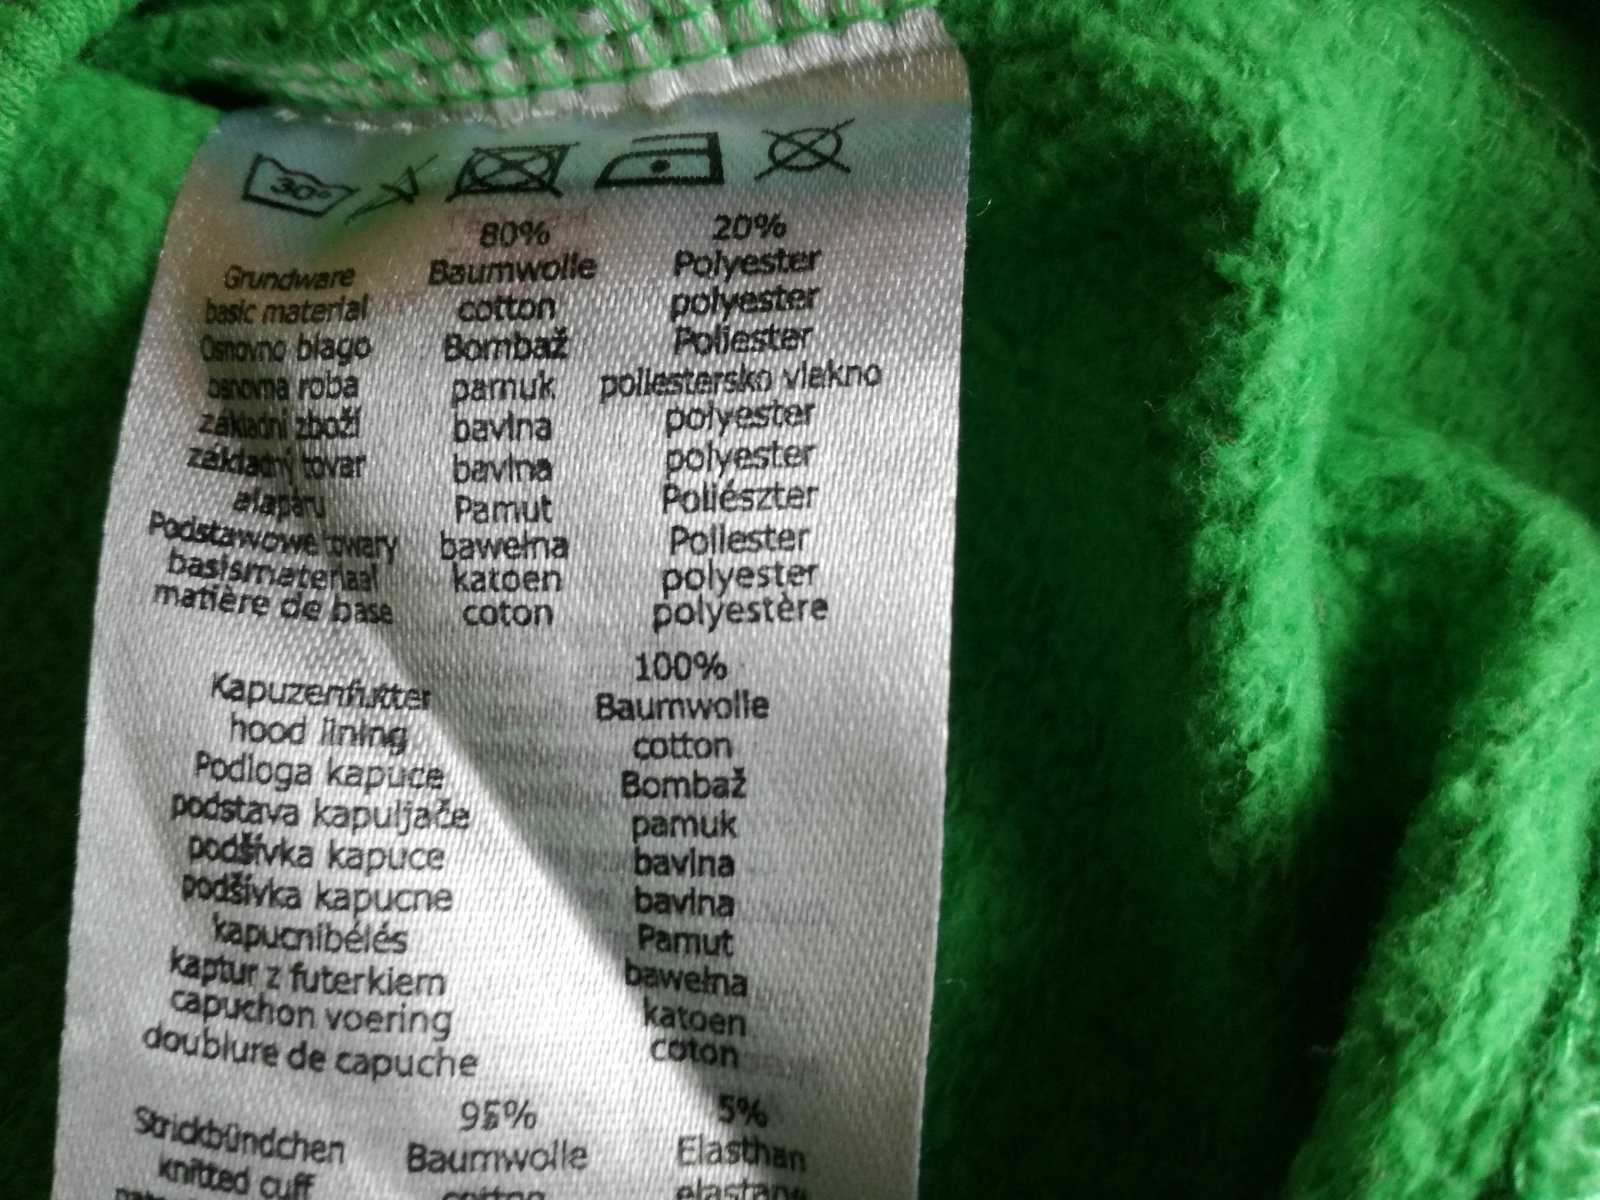 30°
80% 20%
Grundware Baumwolle Polyester
basic material cotton polyester
Osnovno blago Bombaž Poliester
osnovna roba pamuk poliestersko vlakno
základní zboží bavlna polyester
základný tovar bavlna polyester
alapáru Pamut Poliészter
Podstawowe towary bawełna Poliester
basismateriaal katoen polyester
matière de base coton polyestère
100%
Kapuzenfutter Baumwolle
hood lining cotton
Podloga kapuce Bombaž
podstava kapuljače pamuk
podšívka kapuce bavlna
podšívka kapucne bavlna
kapucnibélés Pamut
kaptur z futerkiem bawełna
capuchon voering katoen
doublure de capuche coton
95% 5%
Strickbündchen Baumwolle Elasthan
knitted cuff cotton elastane